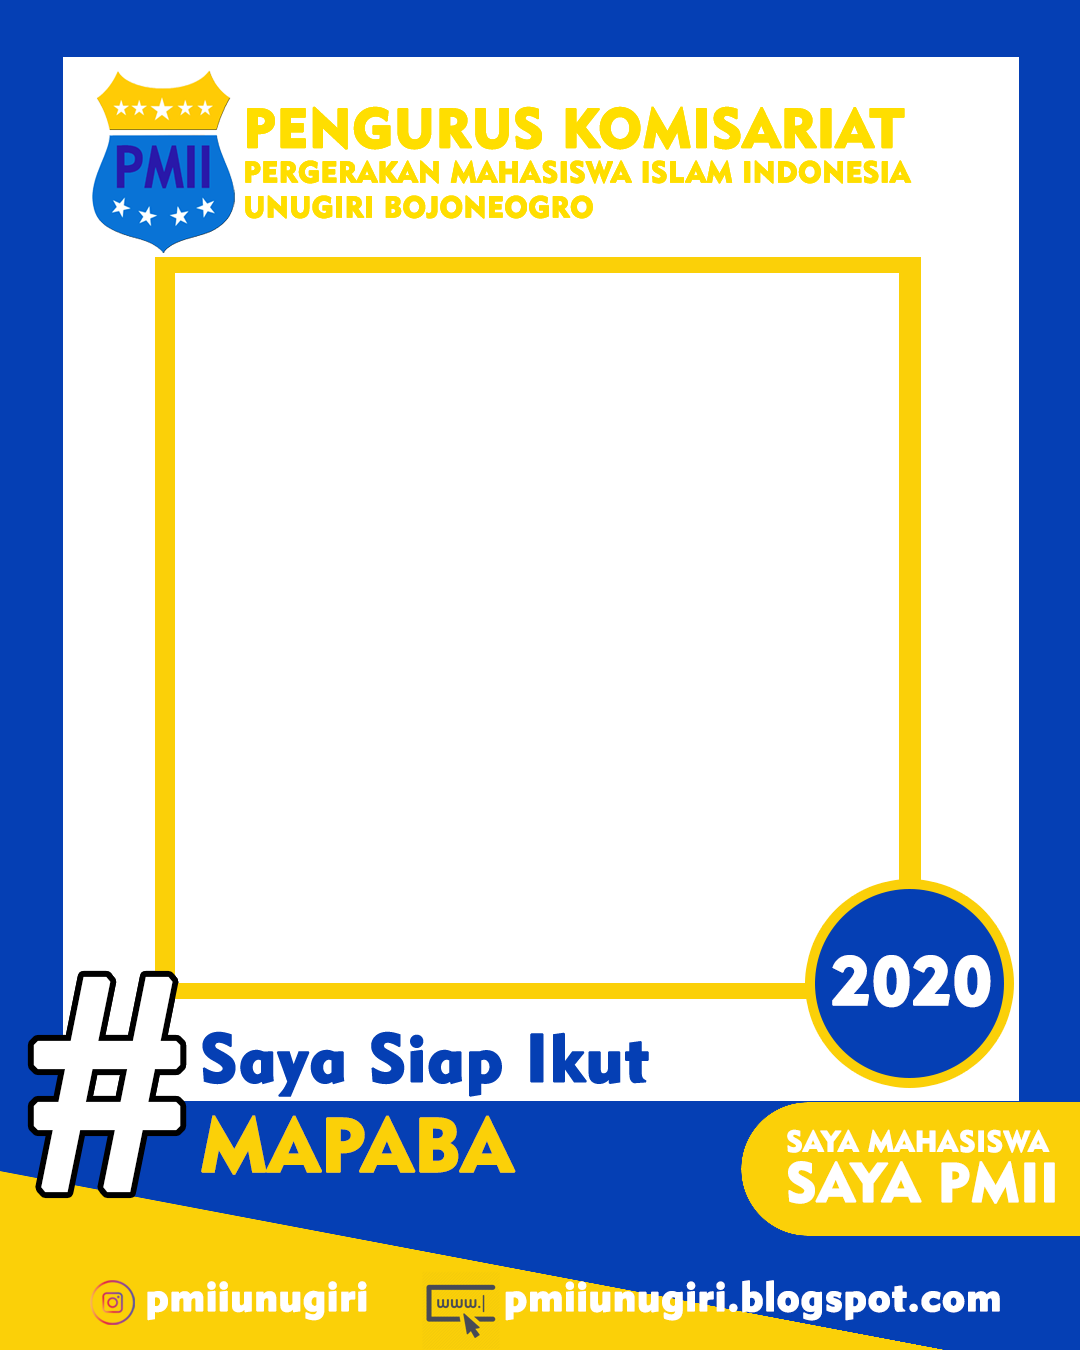 PMII
PENGURUS KOMISARIAT
PERGERAKAN MAHASISWA ISLAM INDONESIA
UNUGIRI BOJONEOGRO
2020
# Saya Siap Ikut
MAPABA
SAYA MAHASISWA
SAYA PMII
pmiiunugiri
www.
pmiiunugiri.blogspot.com